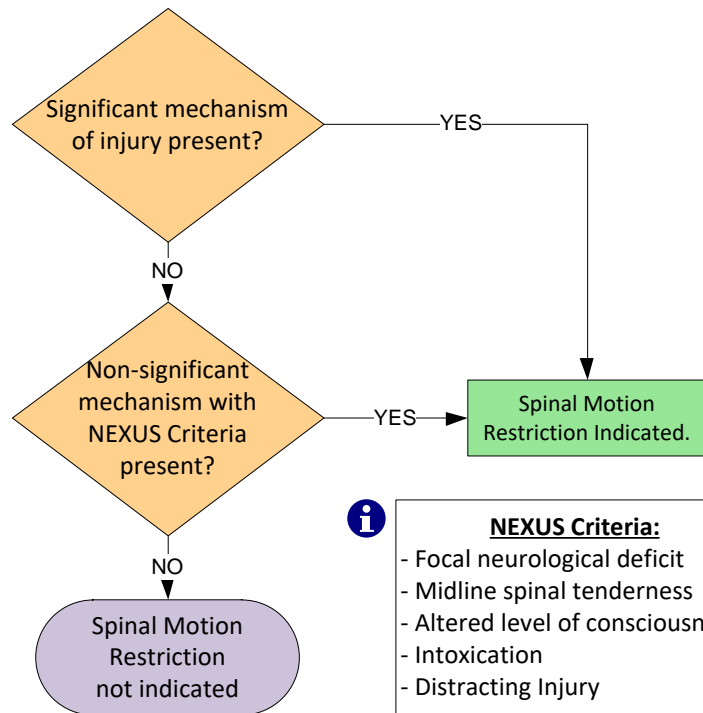 Significant mechanism
of injury present?
YES
NO
Non-significant
mechanism with
NEXUS Criteria
present?
YES
Spinal Motion
Restriction Indicated.
NO
Spinal Motion
Restriction
not indicated
i
NEXUS Criteria:
- Focal neurological deficit
- Midline spinal tenderness
- Altered level of consciousn
- Intoxication
- Distracting Injury